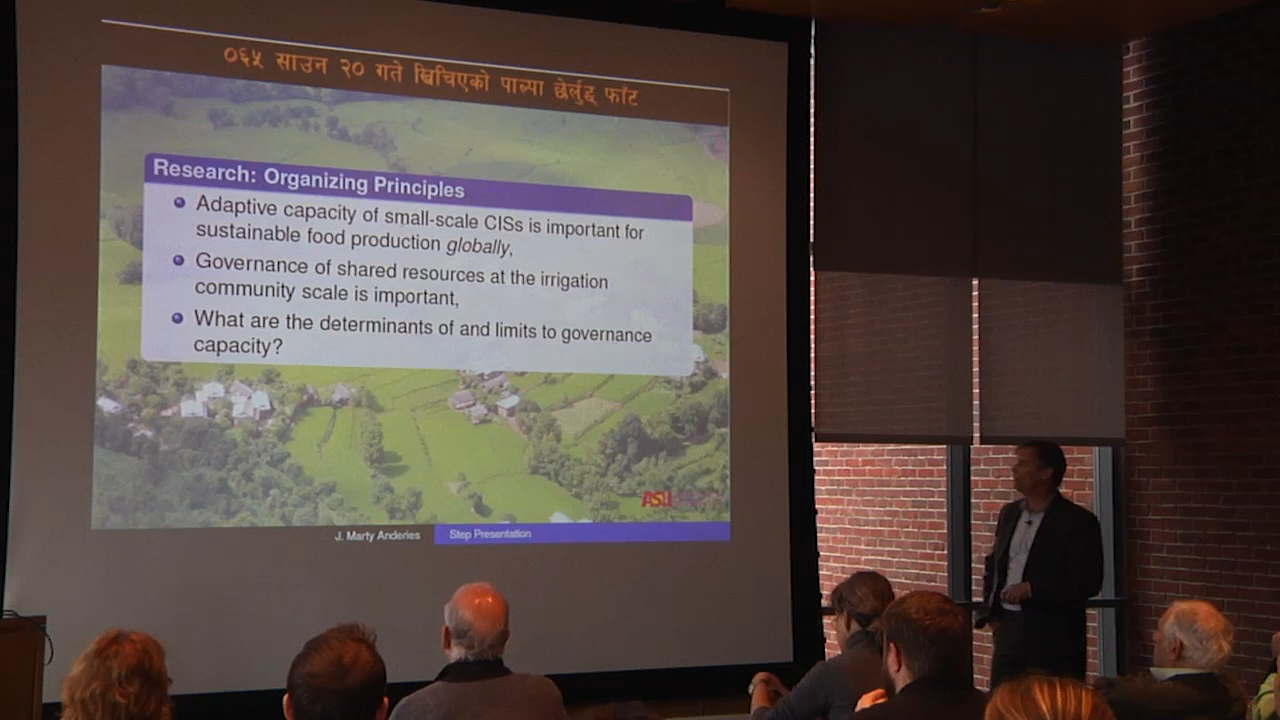 ०६५ साउन २० गते खिचिएको पाल्पा छेर्लुङ्ग फाँट
Research: Organizing Principles
Adaptive capacity of small-scale CISs is important for
sustainable food production globally,
Governance of shared resources at the irrigation
community scale is important,
What are the determinants of and limits to governance
capacity?
ASU
J. Marty Anderies
Step Presentation